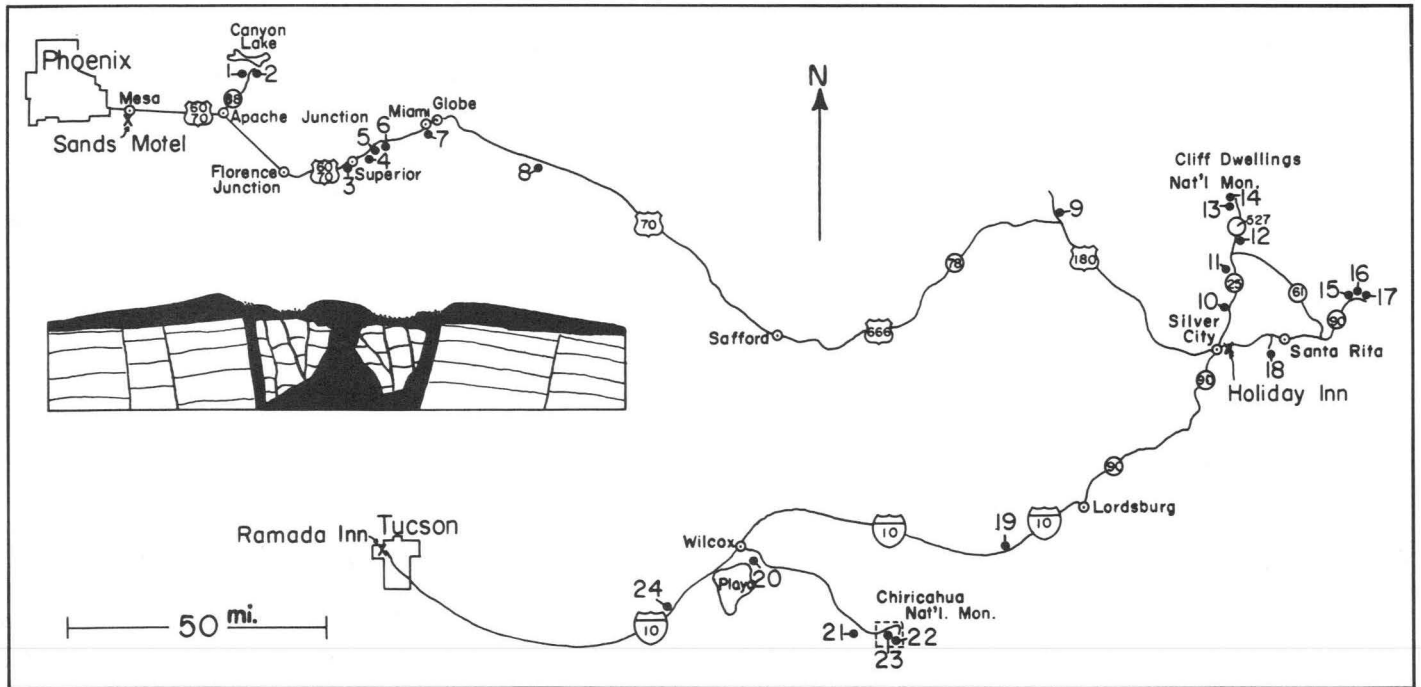 Canyon
Lake
Phoenix
1
2
Mesa
60
70
88
Apache Junction
Sands Motel
Florence
Junction
60
70
3
Superior
4
5
6
Miami
Globe
7
8
70
N
9
Cliff Dwellings
Nat'l Mon.
14
13
527
12
11
25
10
78
180
61
15
16
17
90
Silver
City
Santa Rita
18
Holiday Inn
Safford
666
90
90
Lordsburg
19
10
10
Wilcox
20
Playa
Ramada Inn
Tucson
24
10
Chiricahua
Nat'l. Mon.
21
22
23
50 mi.